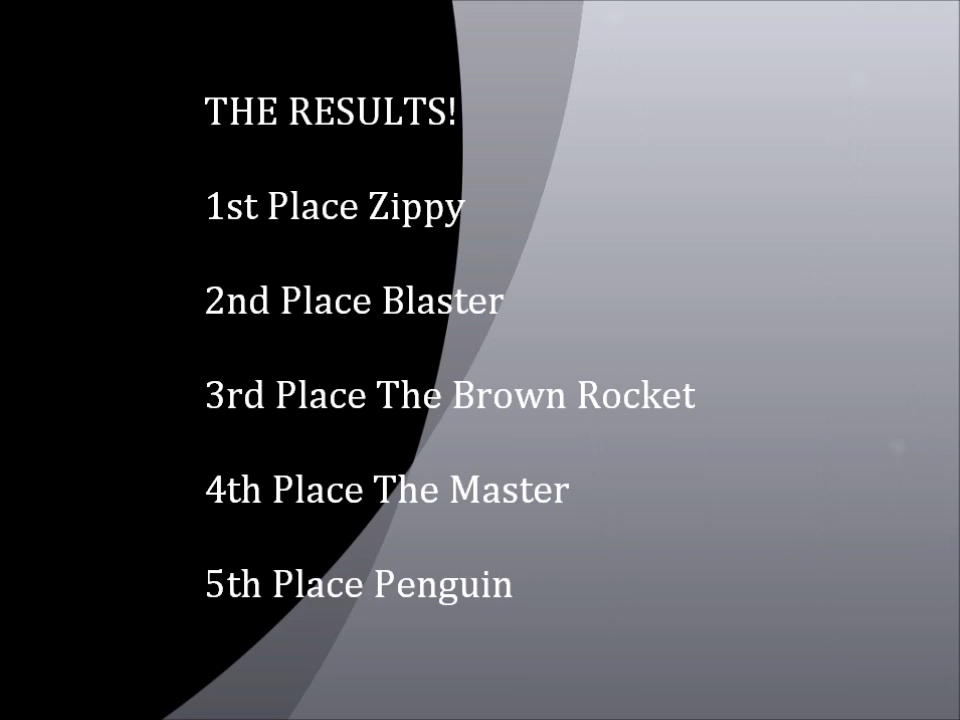 THE RESULTS!
1st Place Zippy
2nd Place Blaster
3rd Place The Brown Rocket
4th Place The Master
5th Place Penguin